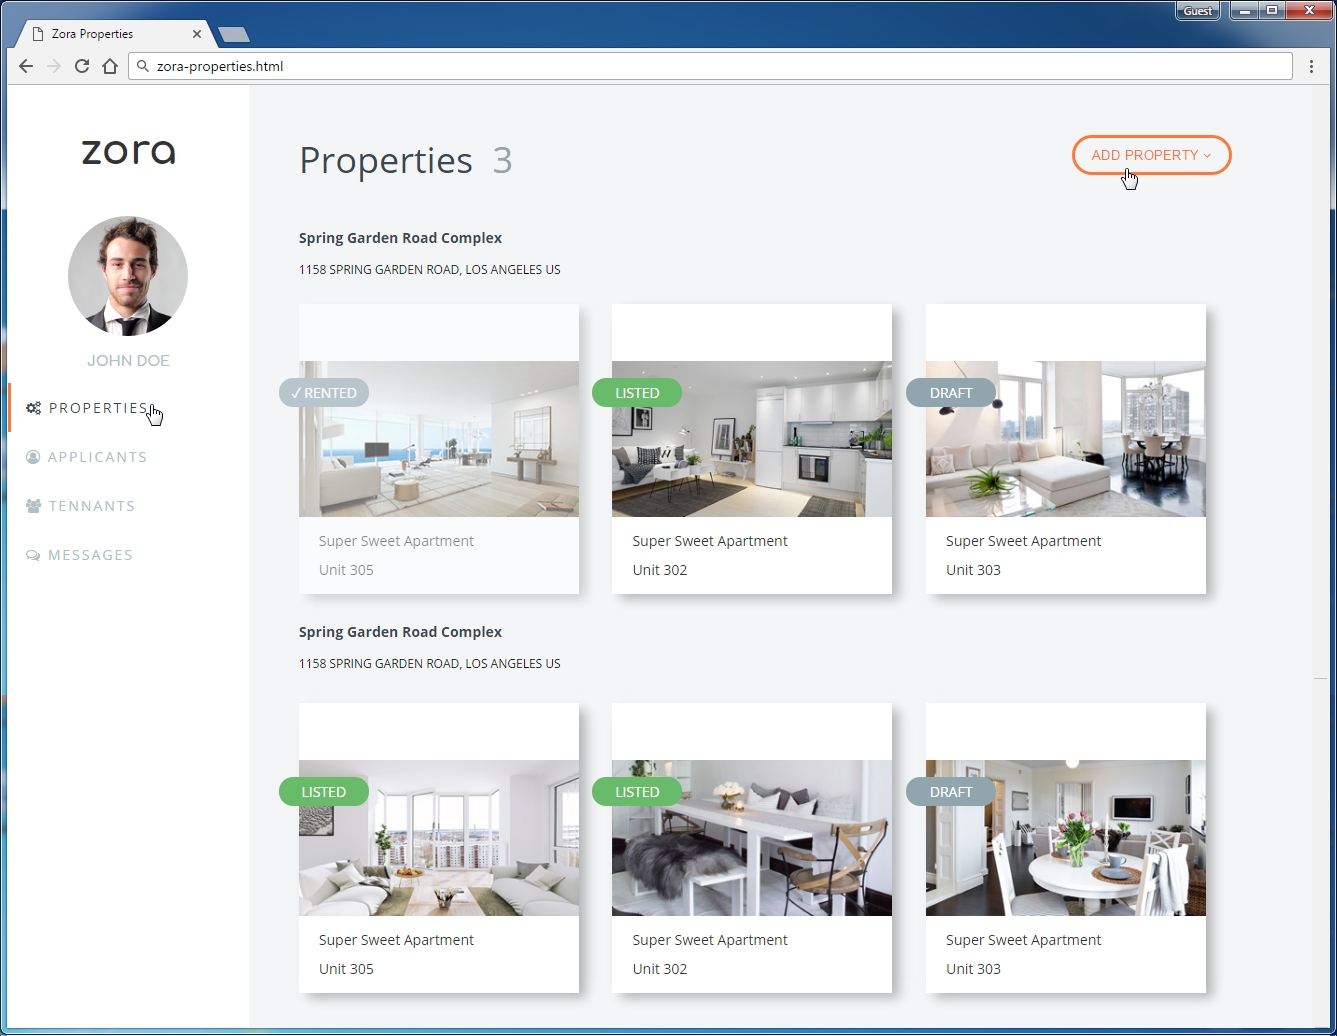 Guest
Zora Properties
zora-properties.html
zora
JOHN DOE
PROPERTIES
APPLICANTS
TENNANTS
MESSAGES
Properties 3
ADD PROPERTY
Spring Garden Road Complex
1158 SPRING GARDEN ROAD, LOS ANGELES US
✓ RENTED
Super Sweet Apartment
Unit 305
LISTED
Super Sweet Apartment
Unit 302
DRAFT
Super Sweet Apartment
Unit 303
Spring Garden Road Complex
1158 SPRING GARDEN ROAD, LOS ANGELES US
LISTED
Super Sweet Apartment
Unit 305
LISTED
Super Sweet Apartment
Unit 302
DRAFT
Super Sweet Apartment
Unit 303